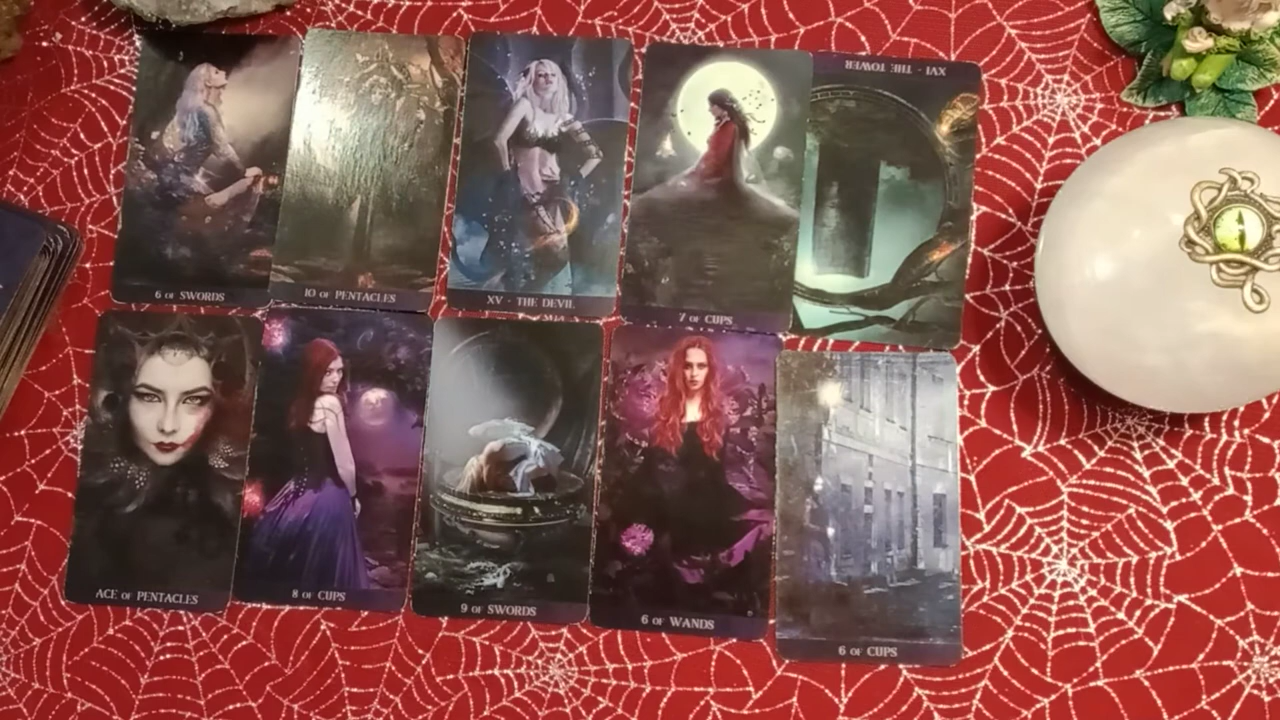 6 OF SWORDS
10 OF PENTACLES
XV - THE DEVIL
7 OF CUPS
XVI - THE TOWER
ACE OF PENTACLES
8 OF CUPS
9 OF SWORDS
6 OF WANDS
6 OF CUPS